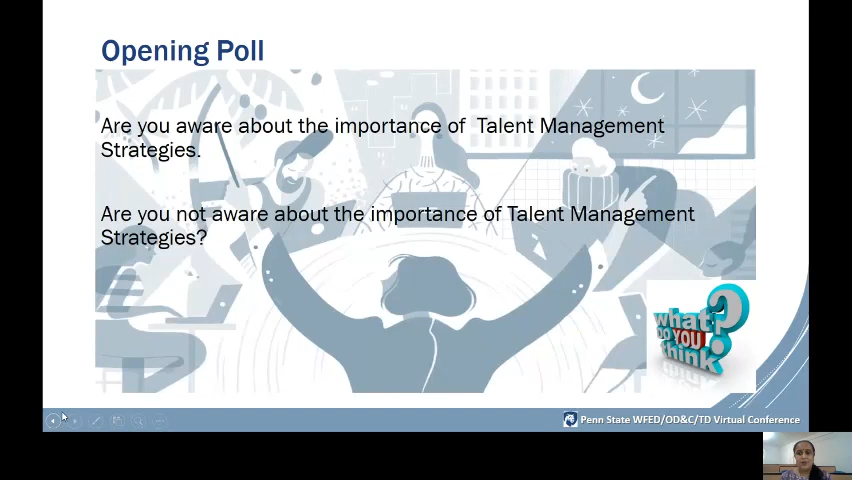 Opening Poll
Are you aware about the importance of Talent Management
Strategies.
Are you not aware about the importance of Talent Management
Strategies?
what
DO YOU
think
?
Penn State WFED/OD&C/TD Virtual Conference